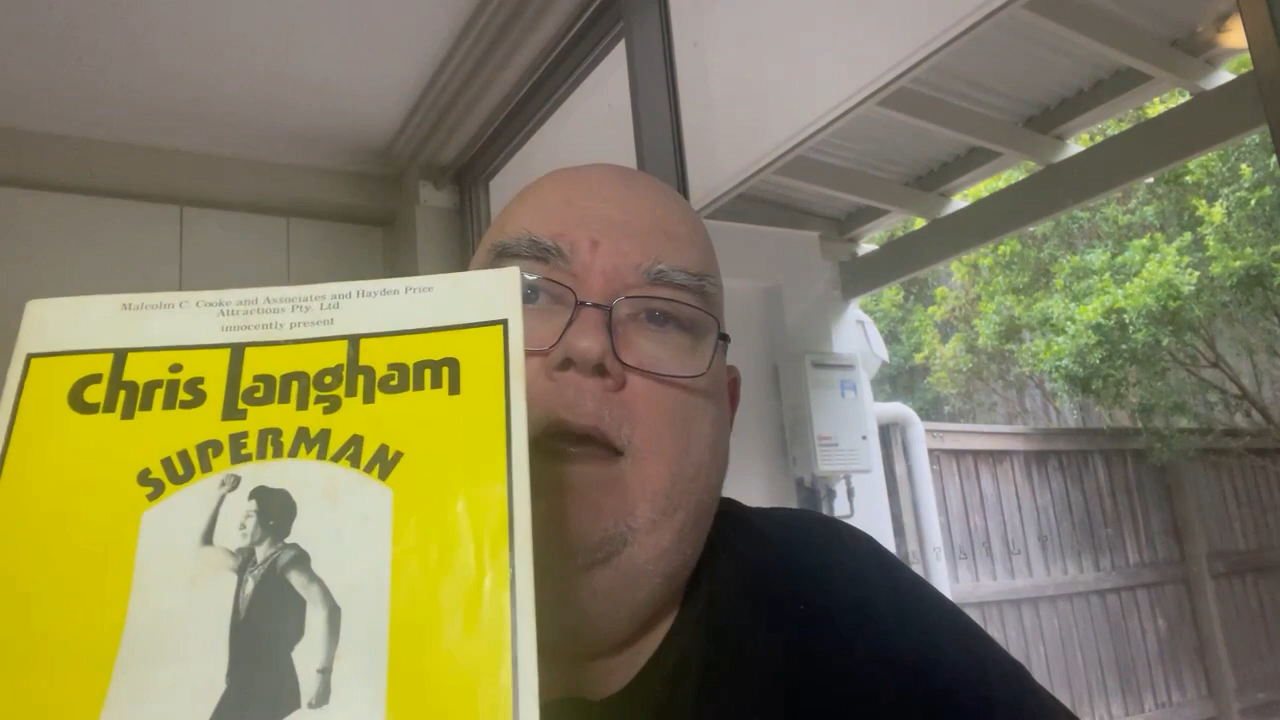 Malcolm C. Cooke and Associates and Hayden Price
Attractions Pty. Ltd.
innocently present
Chris Langham
SUPERMAN